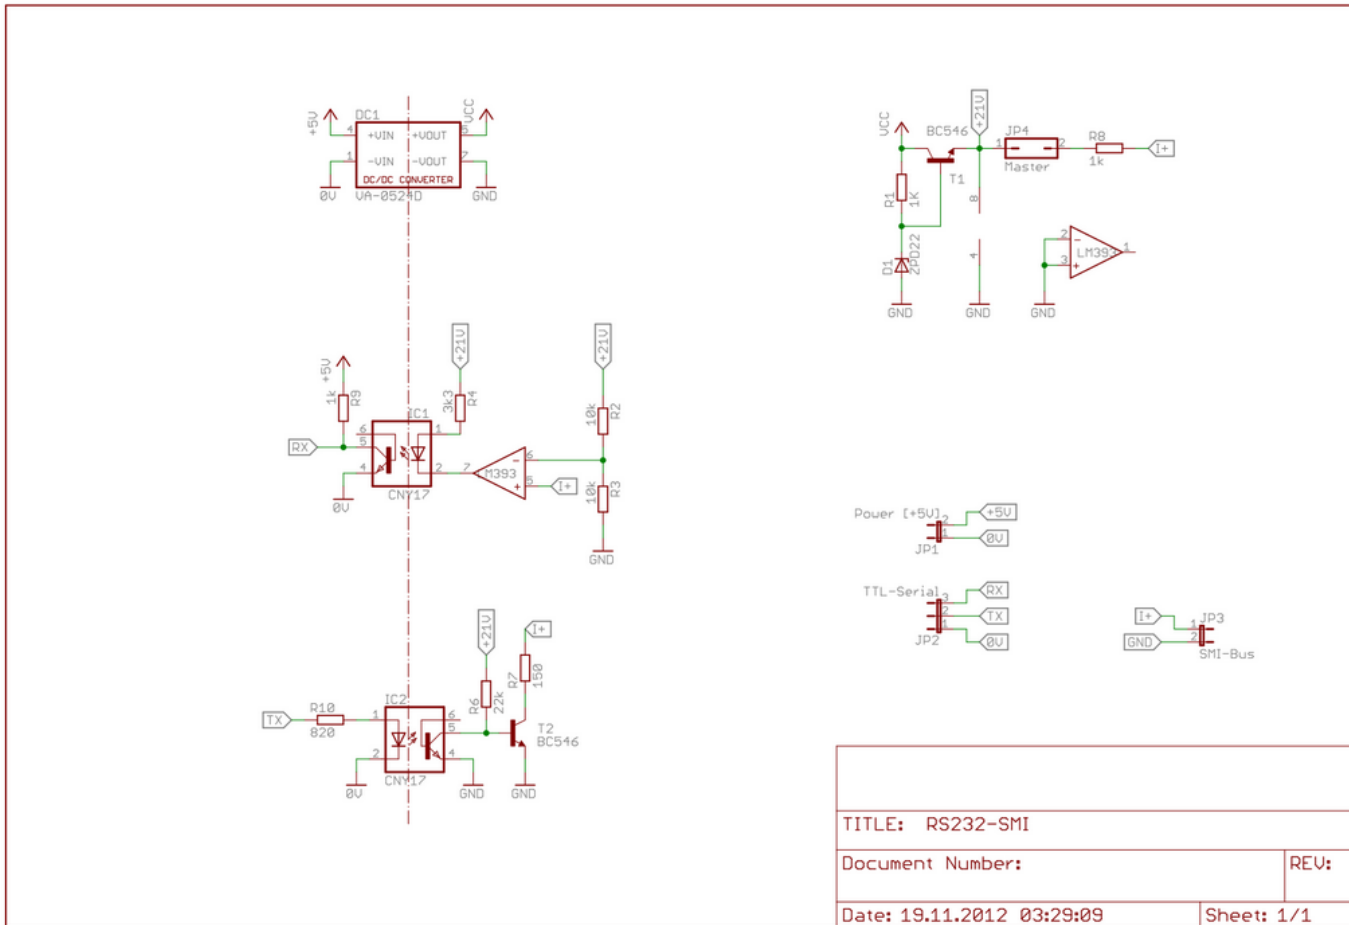 DC1
+5V
VCC
4
+VIN
+VOUT
6
1
-VIN
-VOUT
7
DC/DC CONVERTER
0V
VA-0524D
GND
+21V
VCC
BC546
JP4
R8
1
2
I+
Master
1k
T1
R1
1K
8
2
-
LM393
1
3
+
4
D1
ZPD22
GND
GND
GND
+21V
+21V
+5V
1k
R9
3k3
R4
10k
R2
IC1
RX
6
5
4
1
2
7
LM393
-
6
+
5
I+
10k
R3
CNY17
0V
GND
Power [+5V]
2
1
+5V
0V
JP1
TTL-Serial
3
2
1
RX
TX
0V
JP2
I+
GND
JP3
1
2
SMI-Bus
+21V
I+
R7
150
R6
22k
TX
R10
820
IC2
1
2
6
5
4
T2
BC546
CNY17
0V
GND
GND
TITLE: RS232-SMI
Document Number:
REV:
Date: 19.11.2012 03:29:09
Sheet: 1/1